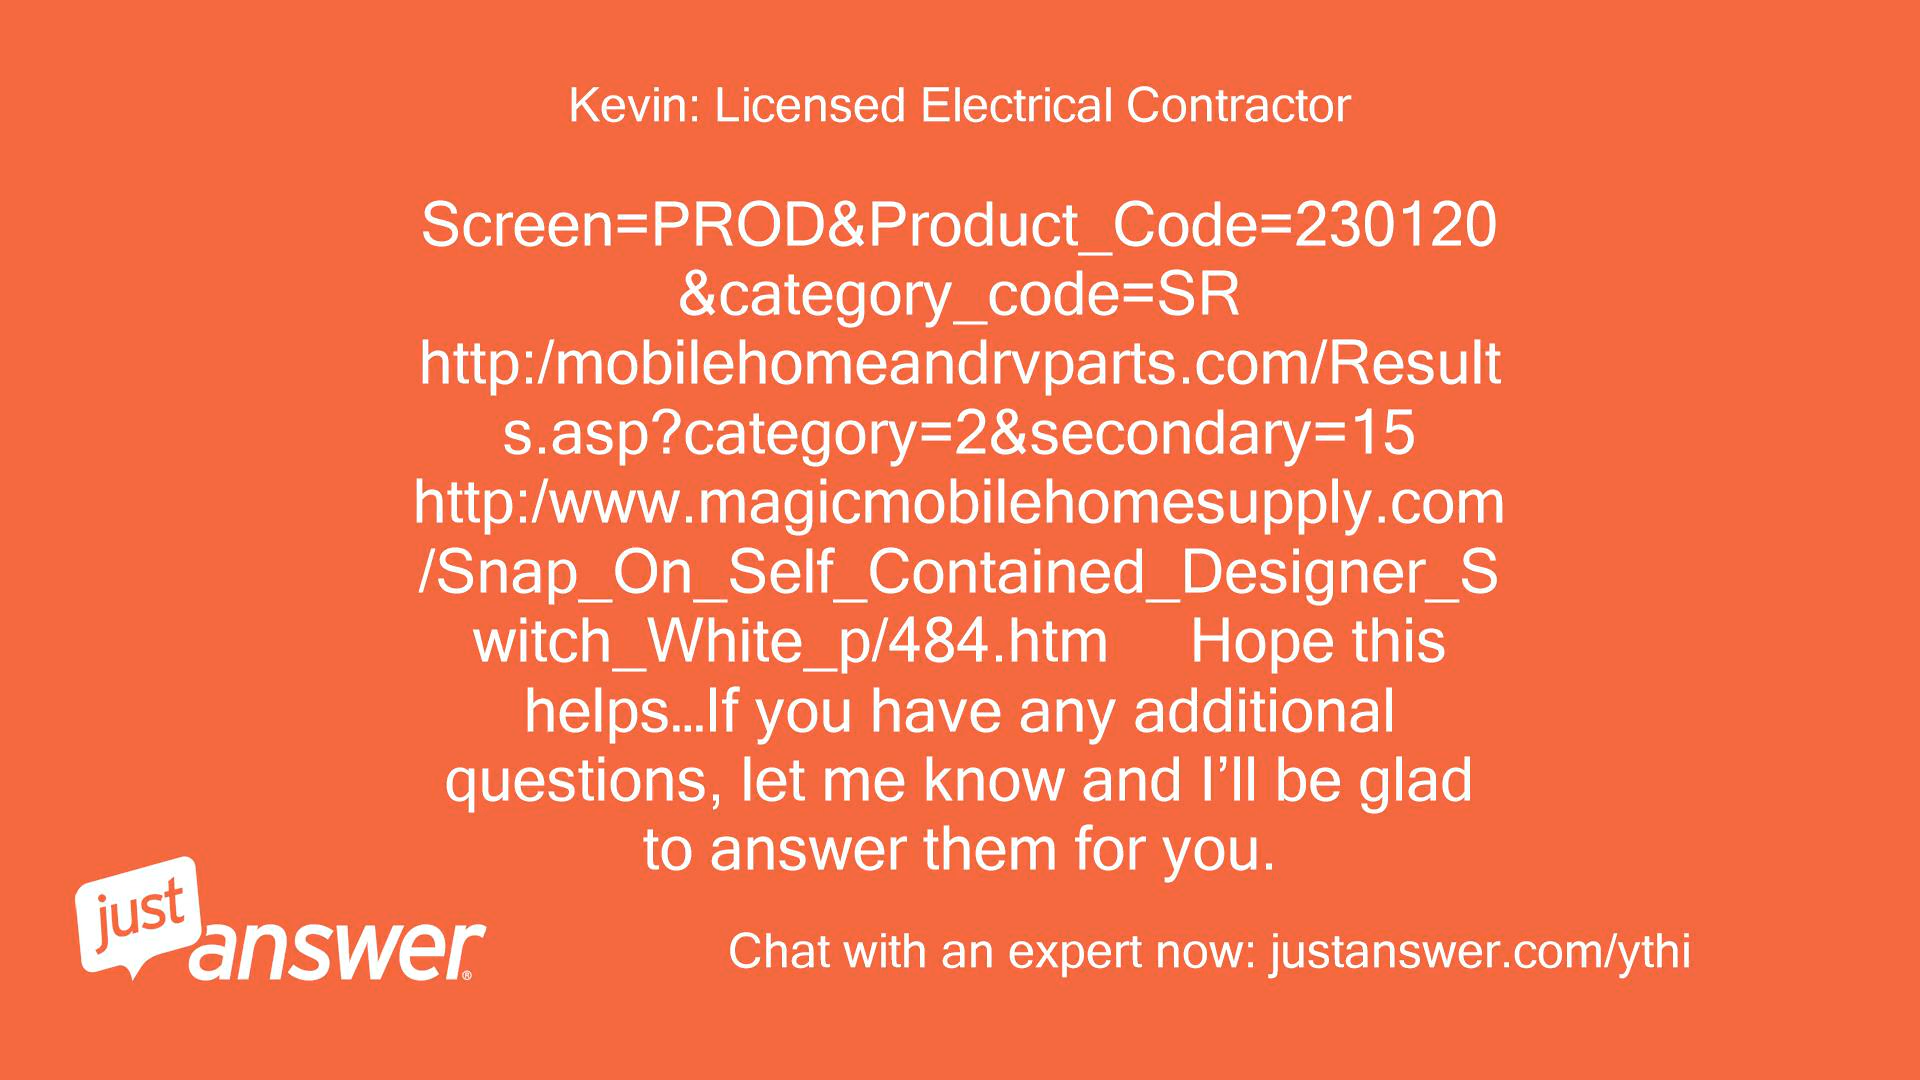 Kevin: Licensed Electrical Contractor
Screen=PROD&Product_Code=230120
&category_code=SR
http:/mobilehomeandrvparts.com/Result
s.asp?category=2&secondary=15
http:/www.magicmobilehomesupply.com
/Snap_On_Self_Contained_Designer_S
witch_White_p/484.htm     Hope this
helps...If you have any additional
questions, let me know and I’ll be glad
to answer them for you.
just
answer®
Chat with an expert now: justanswer.com/ythi